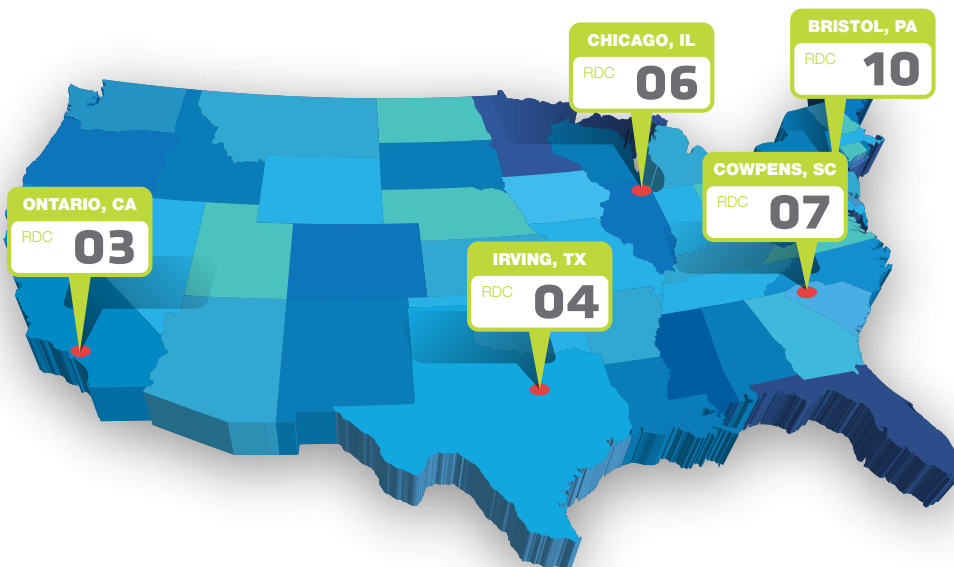 BRISTOL, PA
RDC 10
CHICAGO, IL
RDC 06
COWPENS, SC
RDC 07
ONTARIO, CA
RDC 03
IRVING, TX
RDC 04